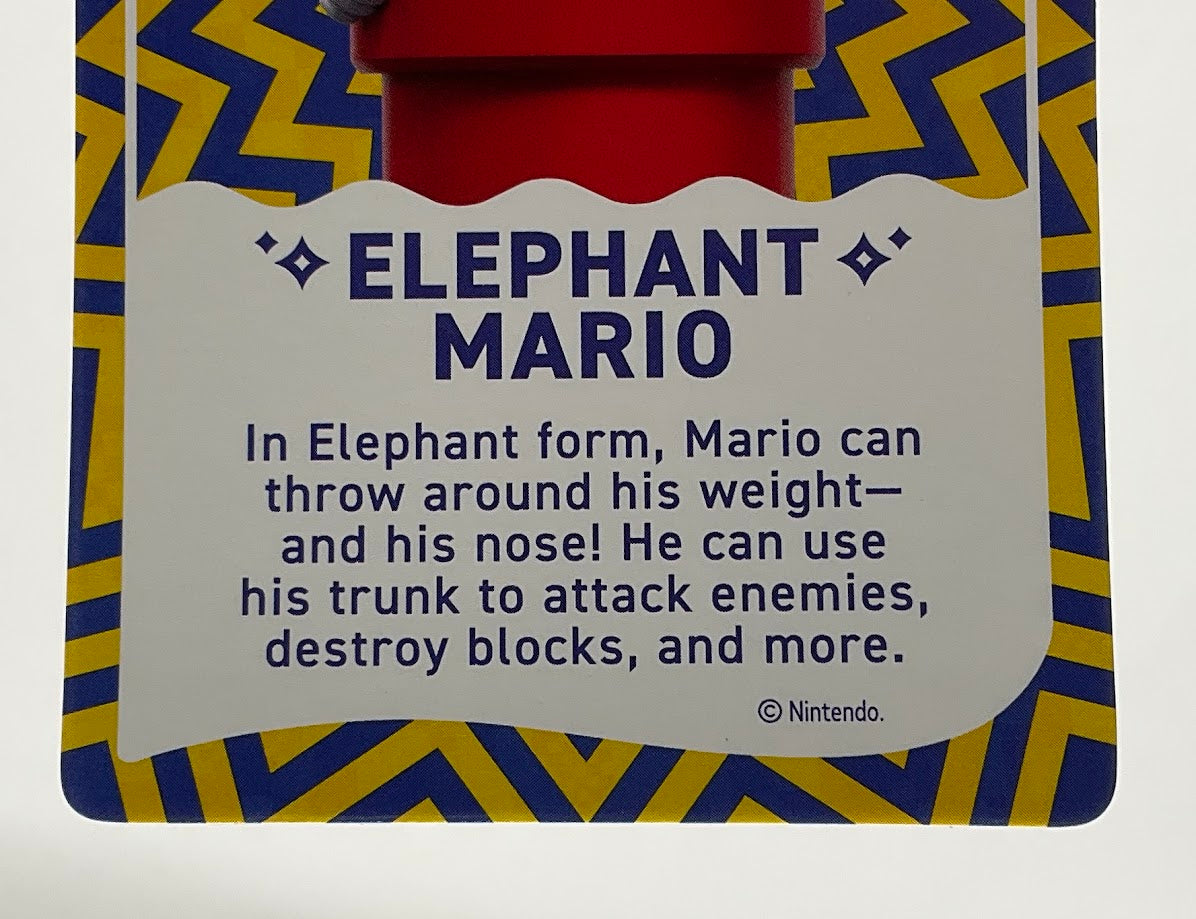 ELEPHANT
MARIO
In Elephant form, Mario can
throw around his weight—
and his nose! He can use
his trunk to attack enemies,
destroy blocks, and more.
© Nintendo.